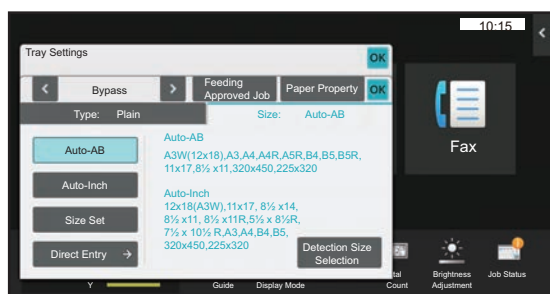 10:15
Tray Settings
OK
Bypass
Feeding
Approved Job
Paper Property
OK
Type: Plain
Size: Auto-AB
Auto-AB
Auto-Inch
Size Set
Direct Entry
Auto-AB
A3W(12x18),A3,A4,A4R,A5R,B4,B5,B5R,
11x17,8½ x11,320x450,225x320
Auto-Inch
12x18(A3W),11x17, 8½ x14,
8½ x11, 8½ x11R,5½ x 8½R,
7½ x 10½ R,A3,A4,B4,B5,
320x450,225x320
Detection Size
Selection
Fax
Y
Guide
Display Mode
tal
Count
Brightness
Adjustment
Job Status